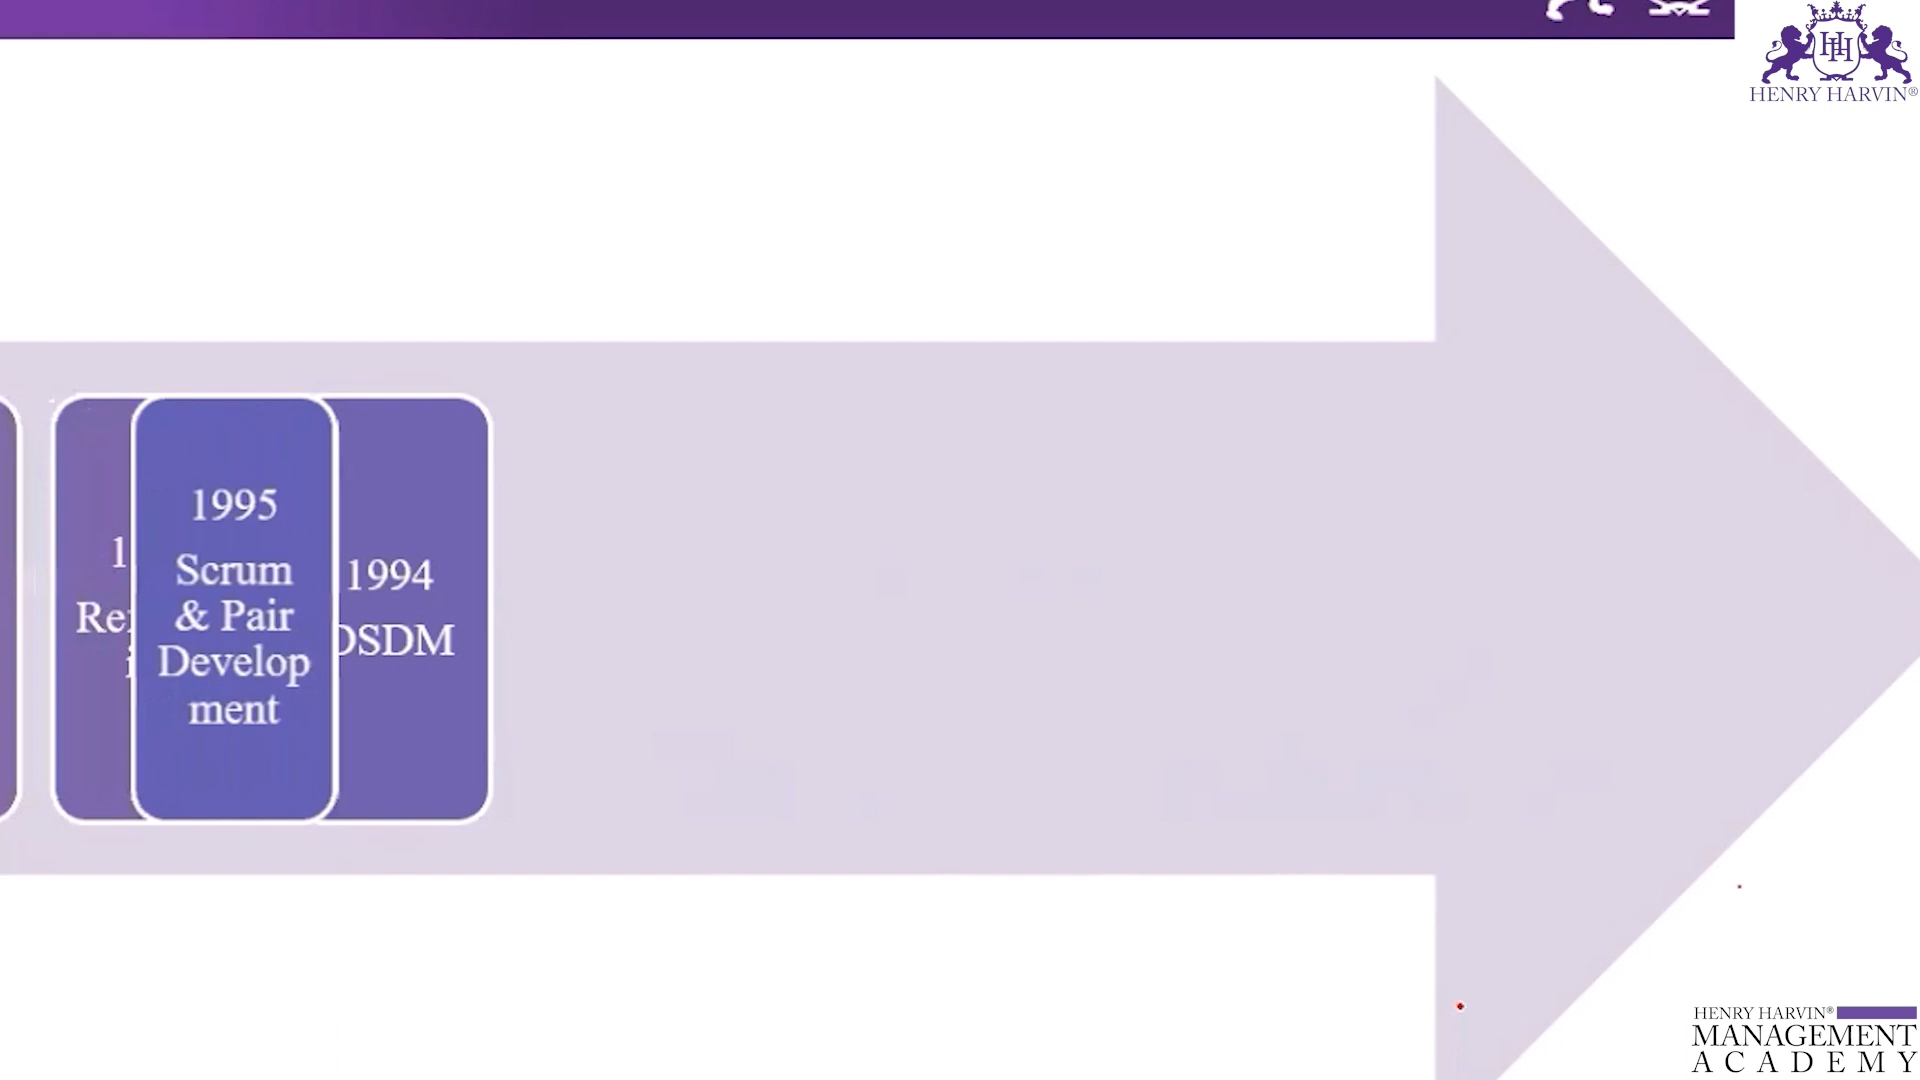 HENRY HARVIN®
1995
Scrum
& Pair
Develop
ment
1994
DSDM
HENRY HARVIN®
MANAGEMENT
ACADEMY